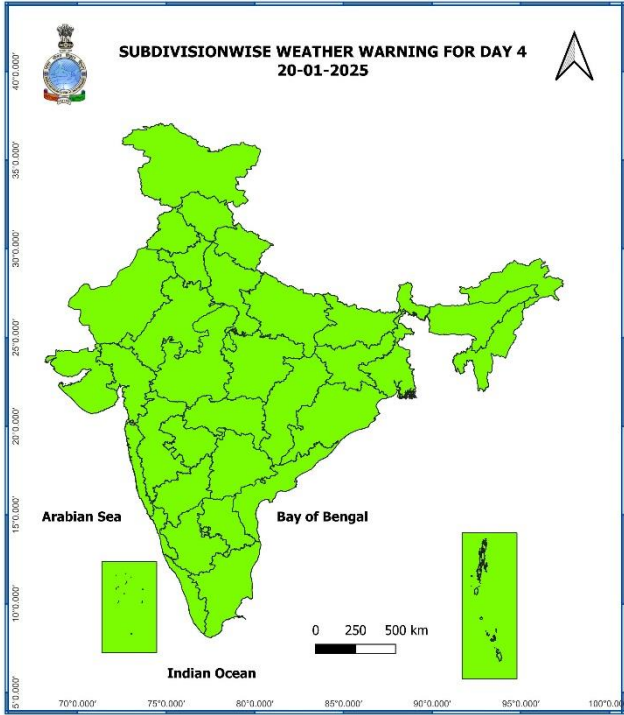 SUBDIVISIONWISE WEATHER WARNING FOR DAY 4
20-01-2025
40°0.000'
35°0.000'
30°0.000'
25°0.000'
20°0.000'
15°0.000'
10°0.000'
5°0.000'
Arabian Sea
Bay of Bengal
0 250 500 km
Indian Ocean
70°0.000' 75°0.000' 80°0.000' 85°0.000' 90°0.000' 95°0.000' 100°0.000'